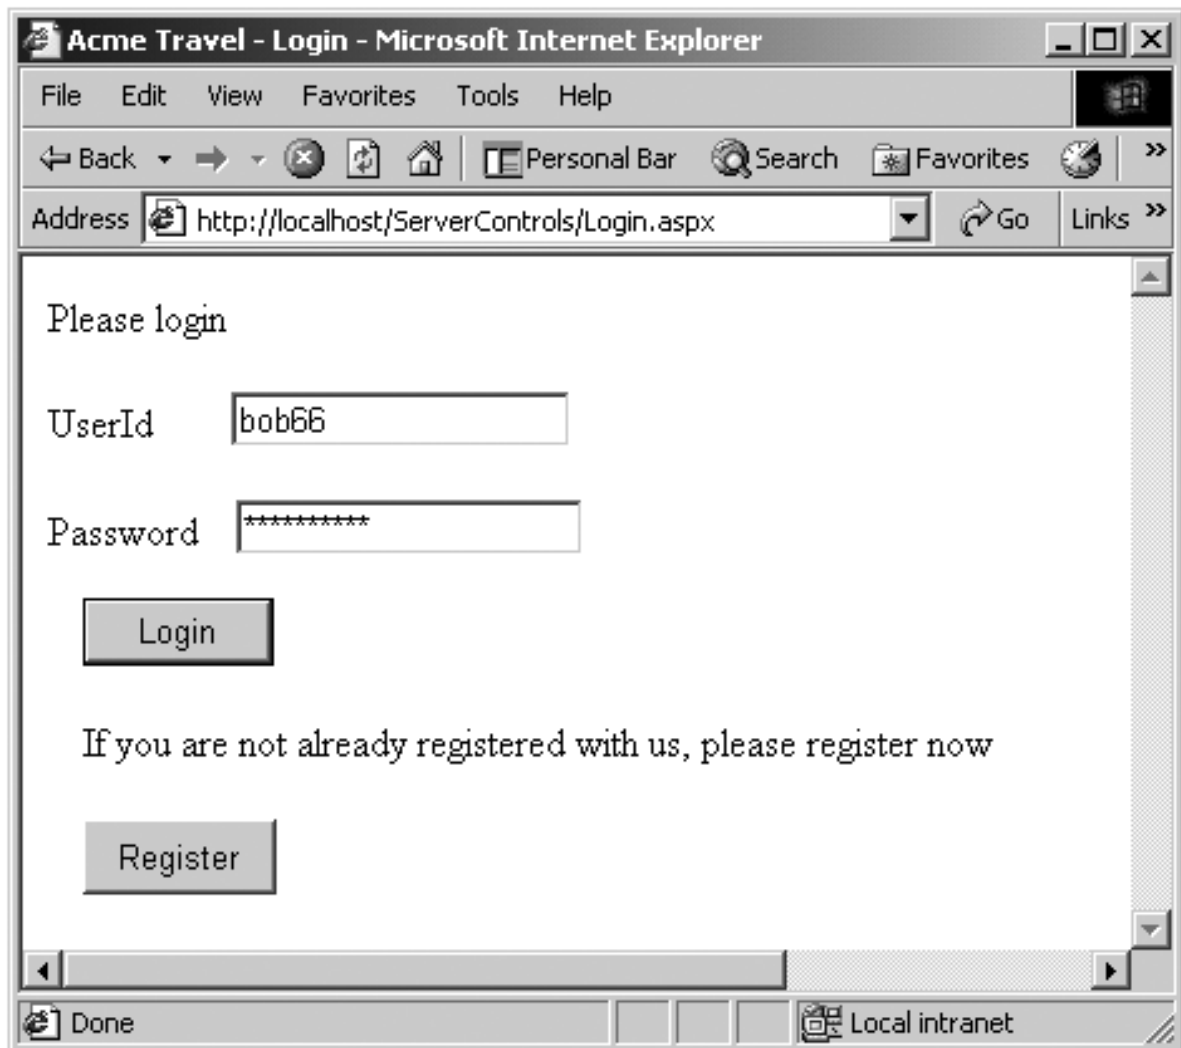 Acme Travel - Login - Microsoft Internet Explorer
File Edit View Favorites Tools Help
Back Personal Bar Search Favorites »
Address http://localhost/ServerControls/Login.aspx Go Links »
Please login
UserId bob66
Password **********
Login
If you are not already registered with us, please register now
Register
Done Local intranet